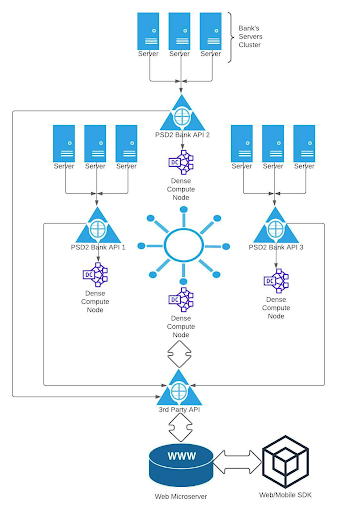 Bank's
Servers
Cluster
Server Server Server
PSD2 Bank API 2
Server Server Server
Server Server Server
DC
Dense
Compute
Node
PSD2 Bank API 1
PSD2 Bank API 3
DC
Dense
Compute
Node
DC
Dense
Compute
Node
DC
Dense
Compute
Node
3rd Party API
WWW
Web Microserver
Web/Mobile SDK